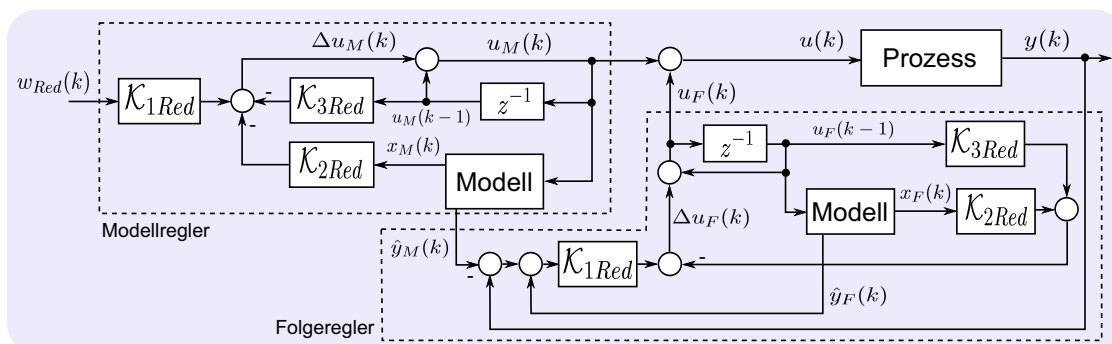 Δu_M(k)
u_M(k)
u(k)
Prozess
y(k)
w_Red(k)
K_1Red
-
K_3Red
u_M(k−1)
z^−1
u_F(k)
-
K_2Red
x_M(k)
Modell
z^−1
u_F(k−1)
K_3Red
Modellregler
Δu_F(k)
Modell
x_F(k)
K_2Red
ŷ_M(k)
-
K_1Red
-
ŷ_F(k)
Folgeregler